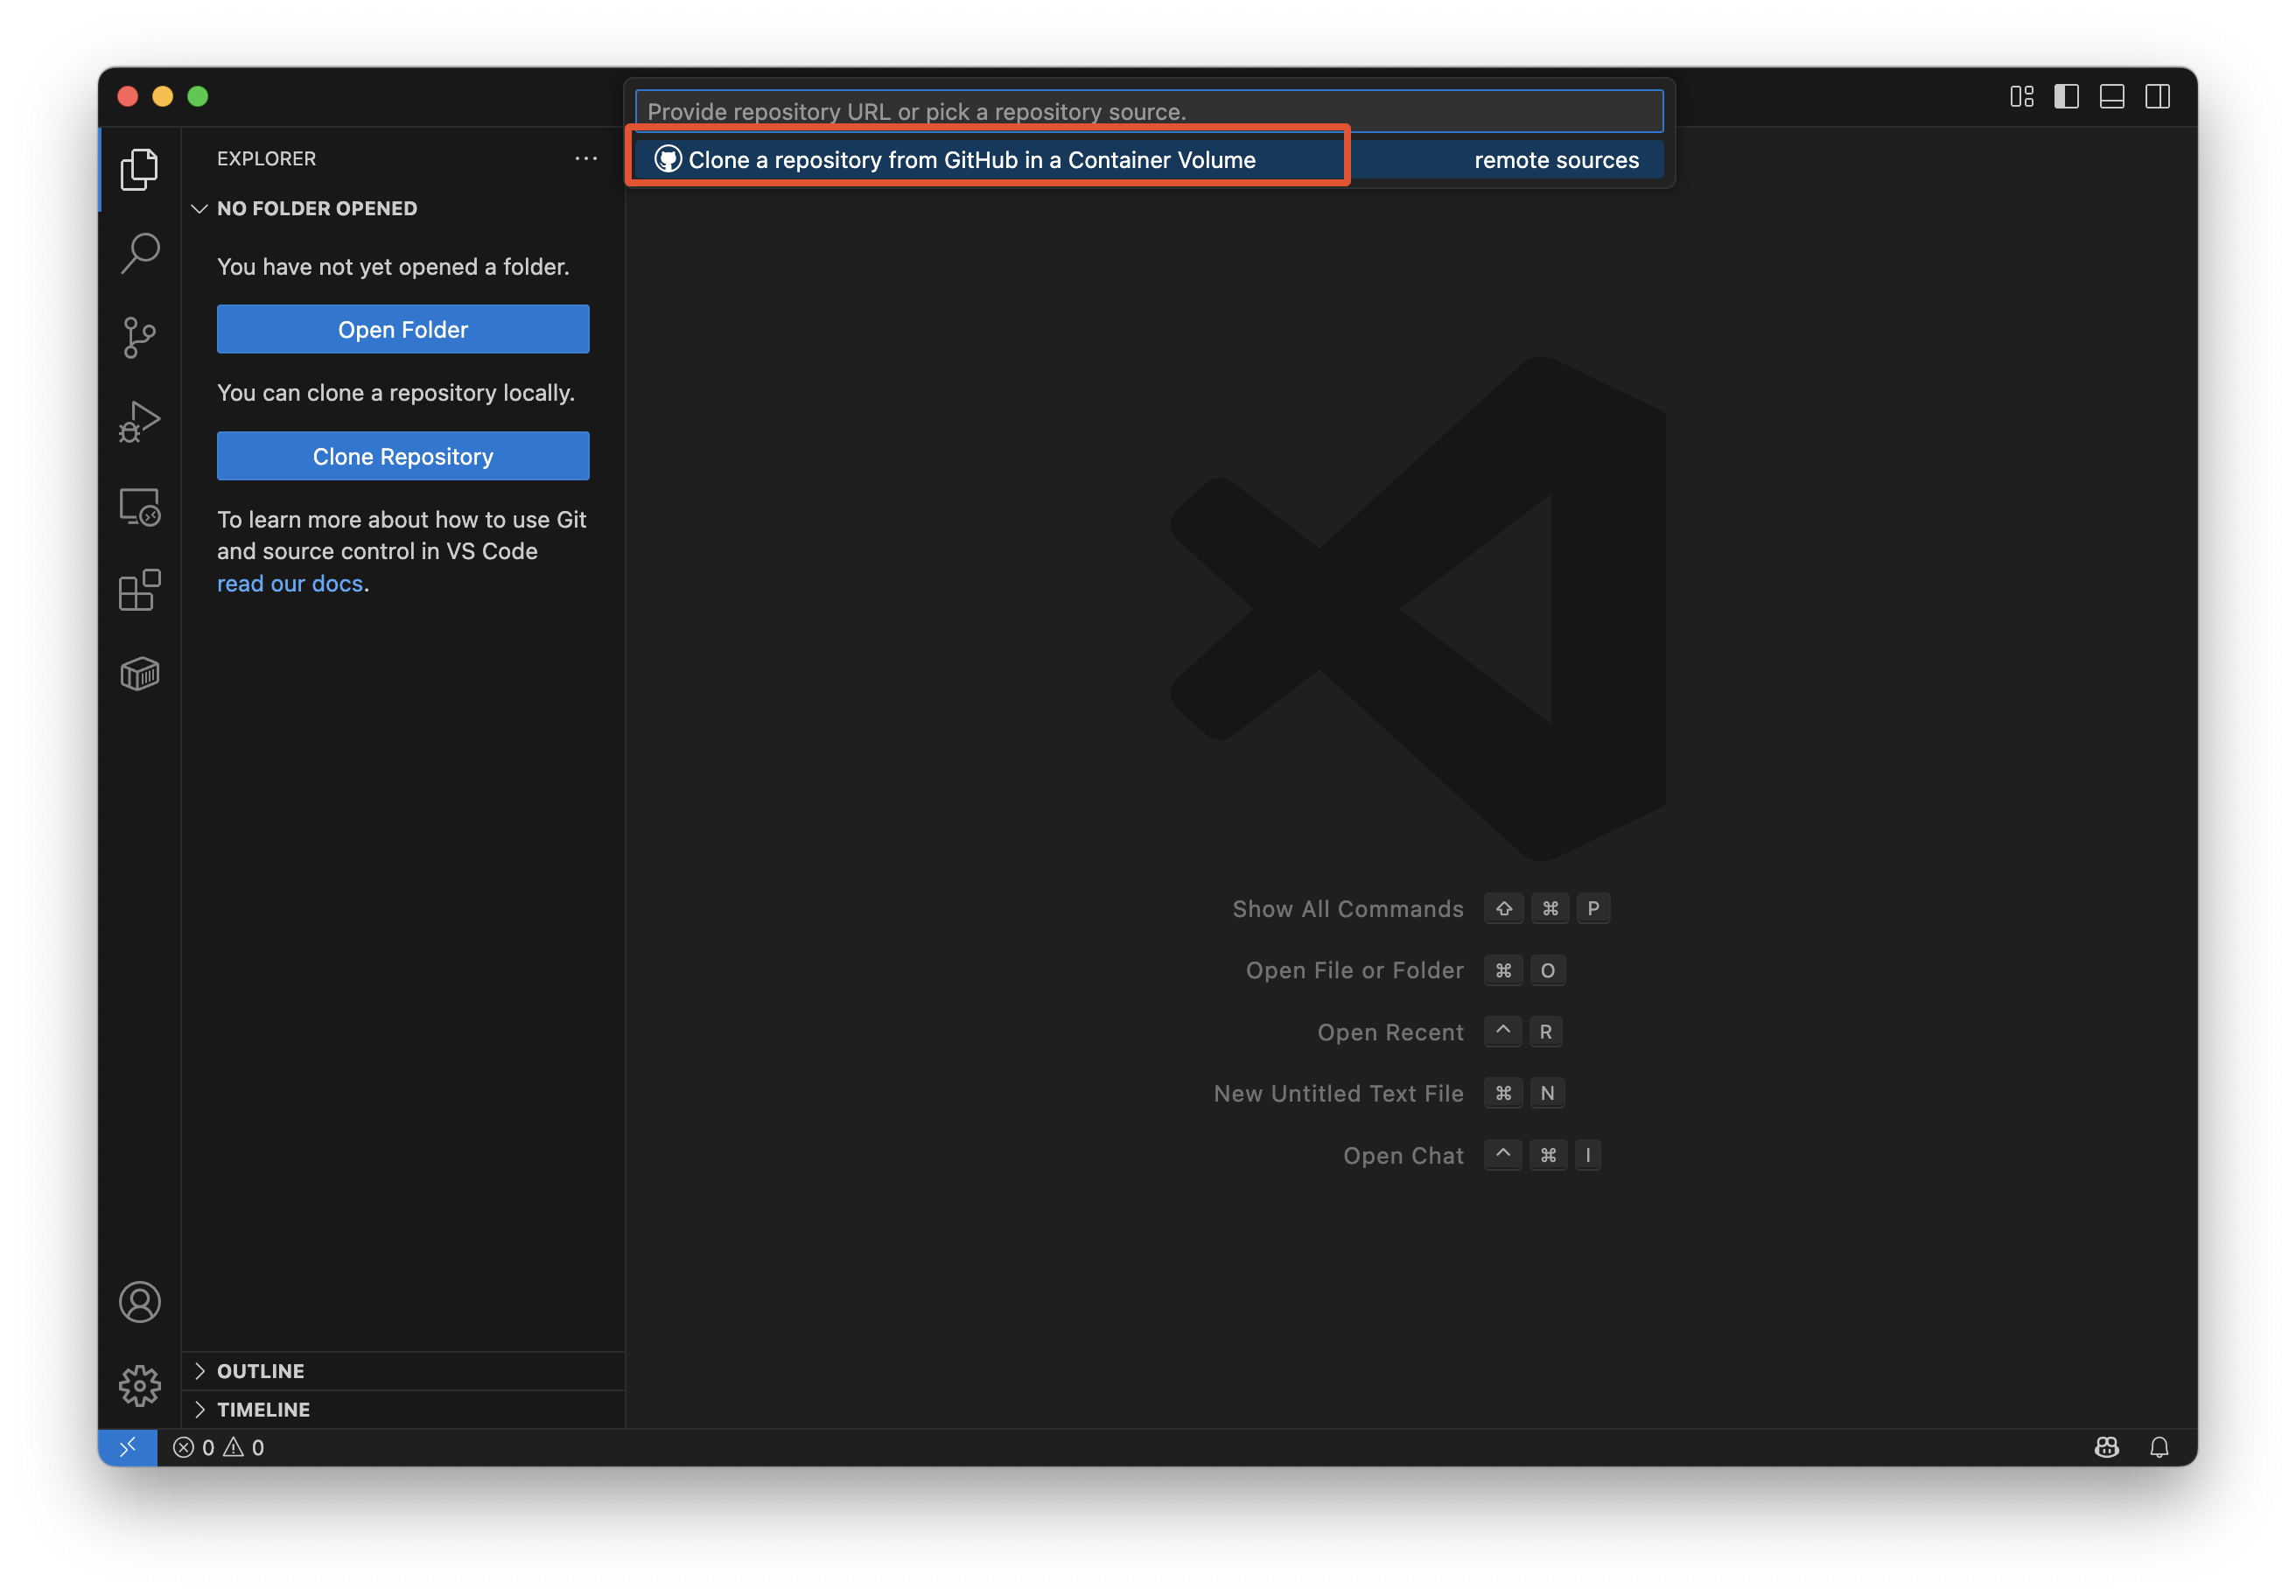 Provide repository URL or pick a repository source.
Clone a repository from GitHub in a Container Volume
remote sources
EXPLORER
NO FOLDER OPENED
You have not yet opened a folder.
Open Folder
You can clone a repository locally.
Clone Repository
To learn more about how to use Git
and source control in VS Code
read our docs.
Show All Commands ⇧ ⌘ P
Open File or Folder ⌘ O
Open Recent ^ R
New Untitled Text File ⌘ N
Open Chat ^ ⌘ I
OUTLINE
TIMELINE
0 0